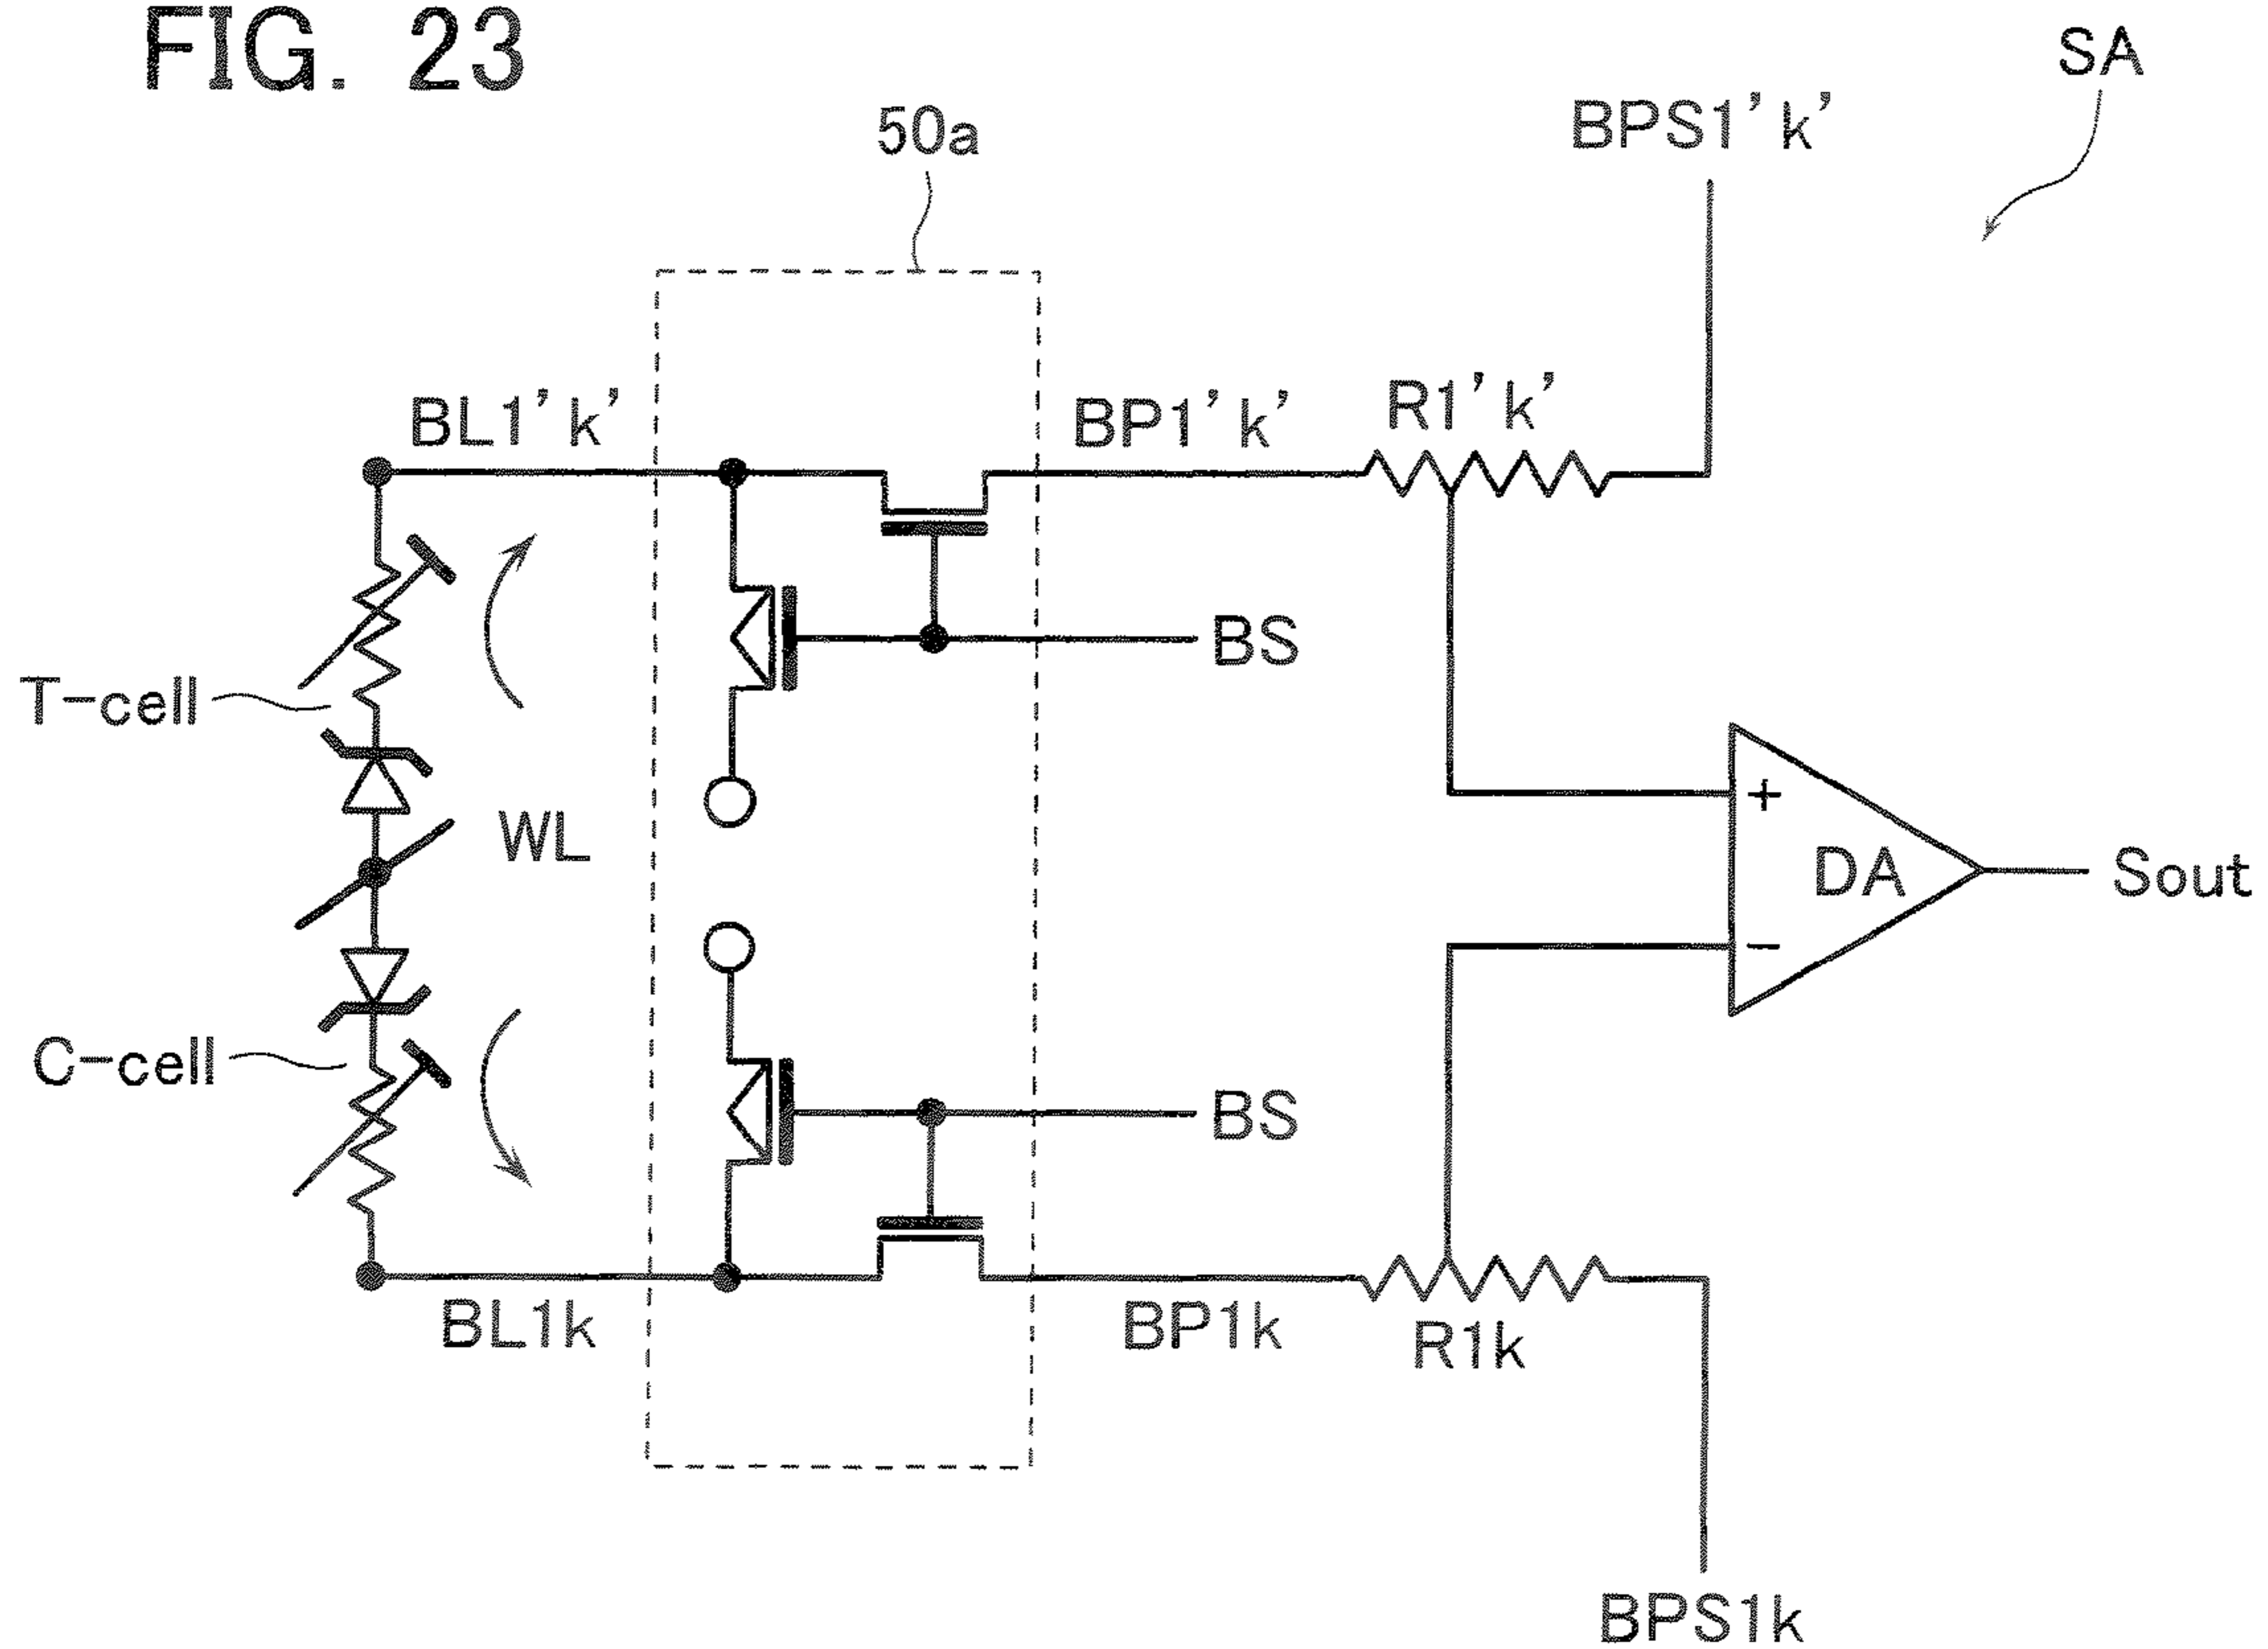 FIG. 23
SA
50a
BPS1’k’
BL1’k’
BP1’k’
R1’k’
BS
T-cell
WL
+
DA
Sout
−
C-cell
BS
BL1k
BP1k
R1k
BPS1k